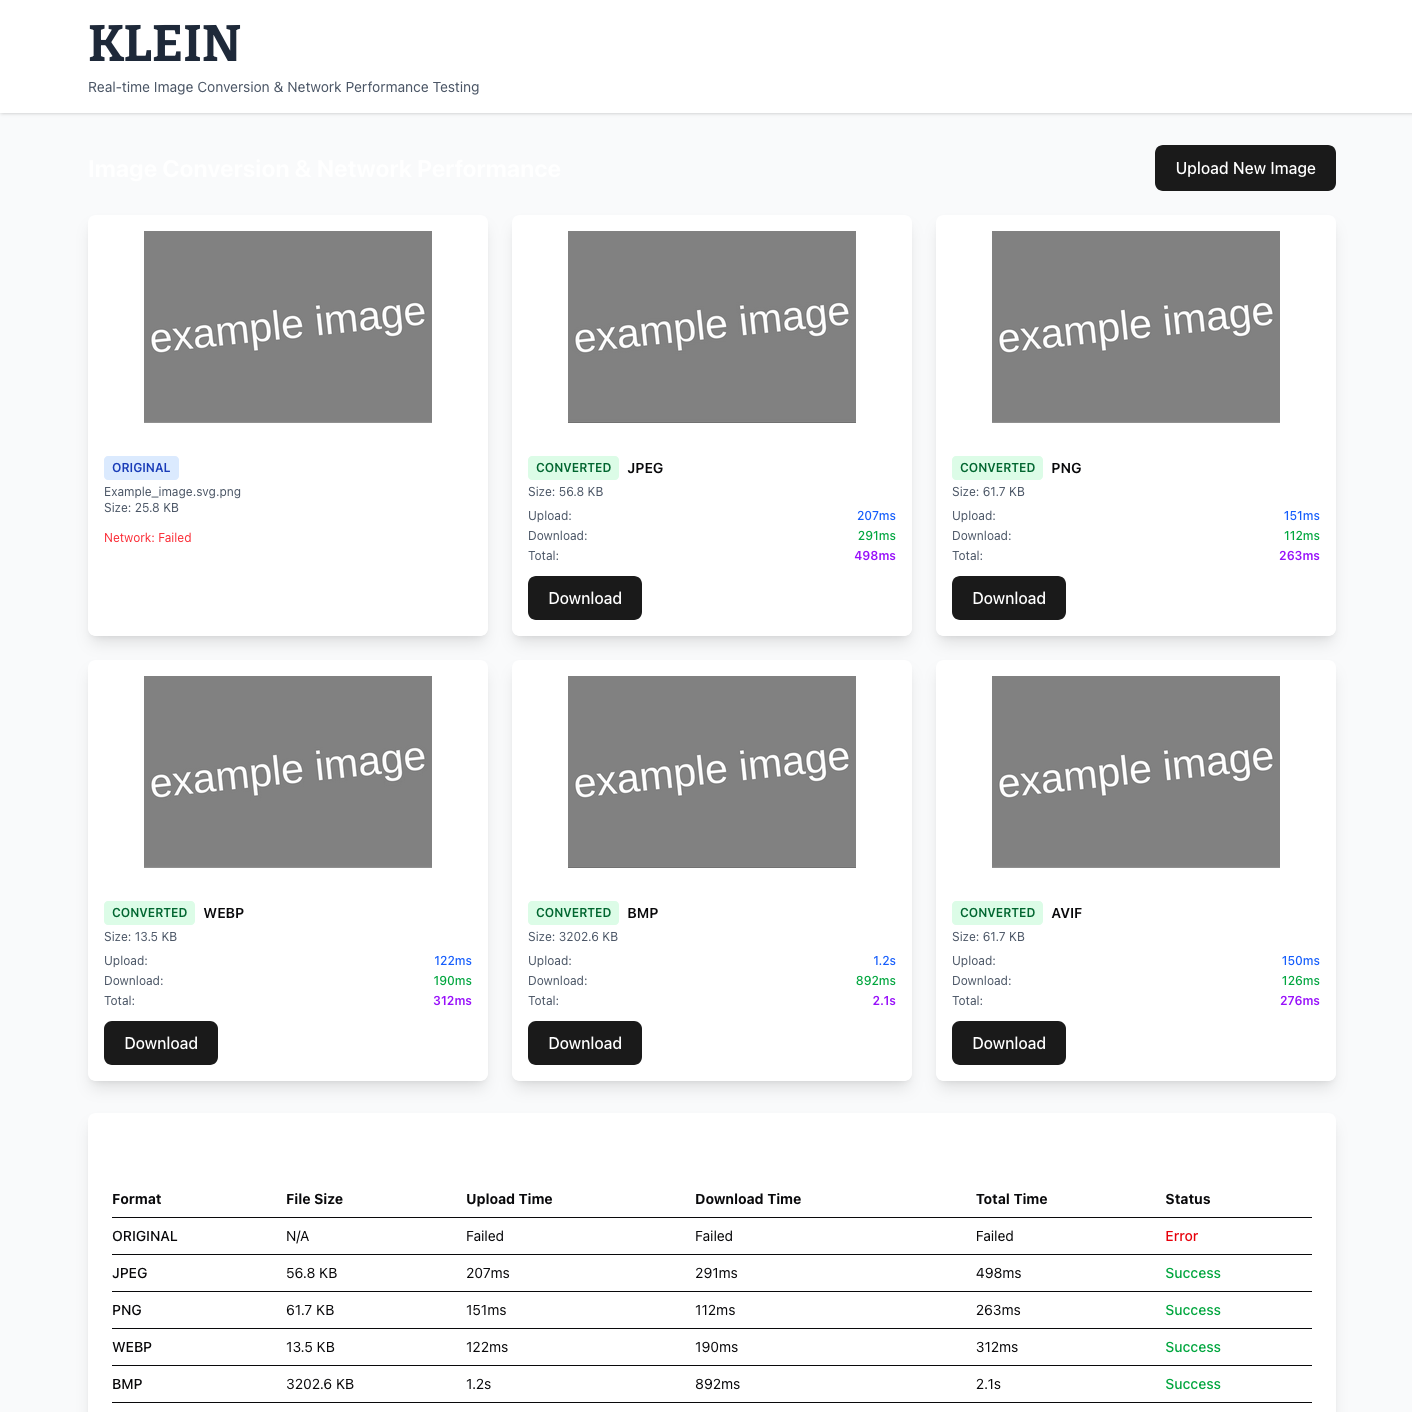 KLEIN
Real-time Image Conversion & Network Performance Testing
Image Conversion & Network Performance
Upload New Image
example image
ORIGINAL
Example_image.svg.png
Size: 25.8 KB
Network: Failed
example image
CONVERTED JPEG
Size: 56.8 KB
Upload: 207ms
Download: 291ms
Total: 498ms
Download
example image
CONVERTED PNG
Size: 61.7 KB
Upload: 151ms
Download: 112ms
Total: 263ms
Download
example image
CONVERTED WEBP
Size: 13.5 KB
Upload: 122ms
Download: 190ms
Total: 312ms
Download
example image
CONVERTED BMP
Size: 3202.6 KB
Upload: 1.2s
Download: 892ms
Total: 2.1s
Download
example image
CONVERTED AVIF
Size: 61.7 KB
Upload: 150ms
Download: 126ms
Total: 276ms
Download
Format File Size Upload Time Download Time Total Time Status
ORIGINAL N/A Failed Failed Failed Error
JPEG 56.8 KB 207ms 291ms 498ms Success
PNG 61.7 KB 151ms 112ms 263ms Success
WEBP 13.5 KB 122ms 190ms 312ms Success
BMP 3202.6 KB 1.2s 892ms 2.1s Success